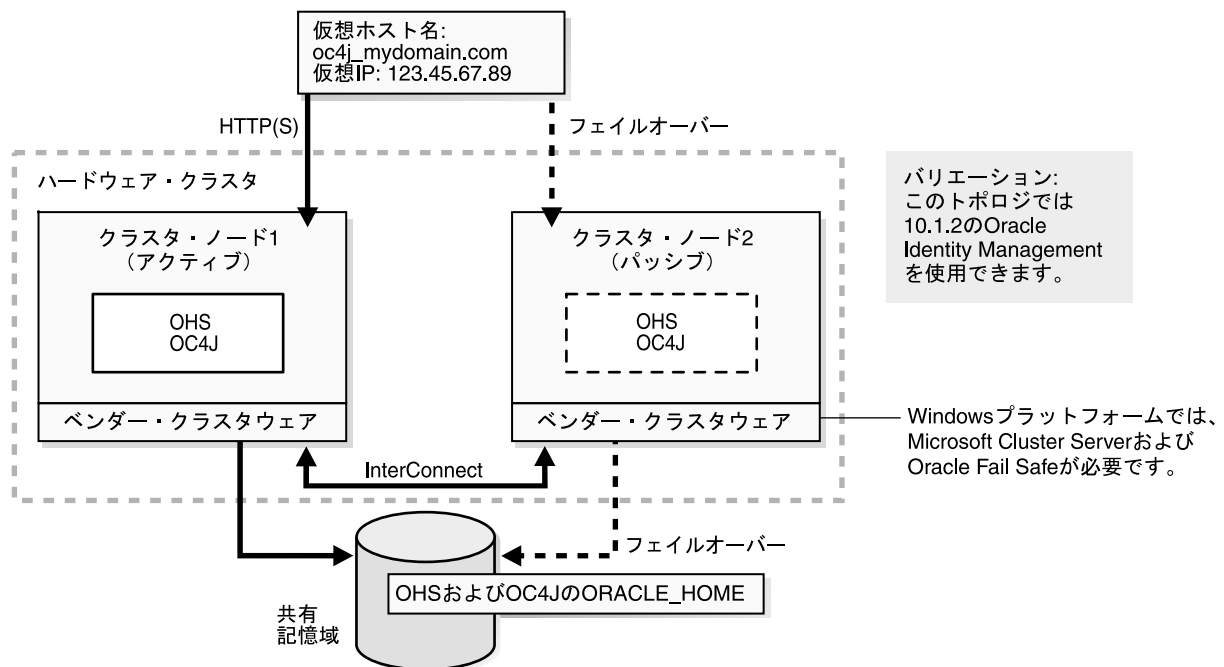 仮想ホスト名:
oc4j_mydomain.com
仮想IP: 123.45.67.89
HTTP(S)
フェイルオーバー
ハードウェア・クラスタ
クラスタ・ノード1
(アクティブ)
OHS
OC4J
ベンダー・クラスタウェア
クラスタ・ノード2
(パッシブ)
OHS
OC4J
ベンダー・クラスタウェア
バリエーション:
このトポロジでは
10.1.2のOracle
Identity Management
を使用できます。
Windowsプラットフォームでは、
Microsoft Cluster Serverおよび
Oracle Fail Safeが必要です。
InterConnect
フェイルオーバー
OHSおよびOC4JのORACLE_HOME
共有
記憶域